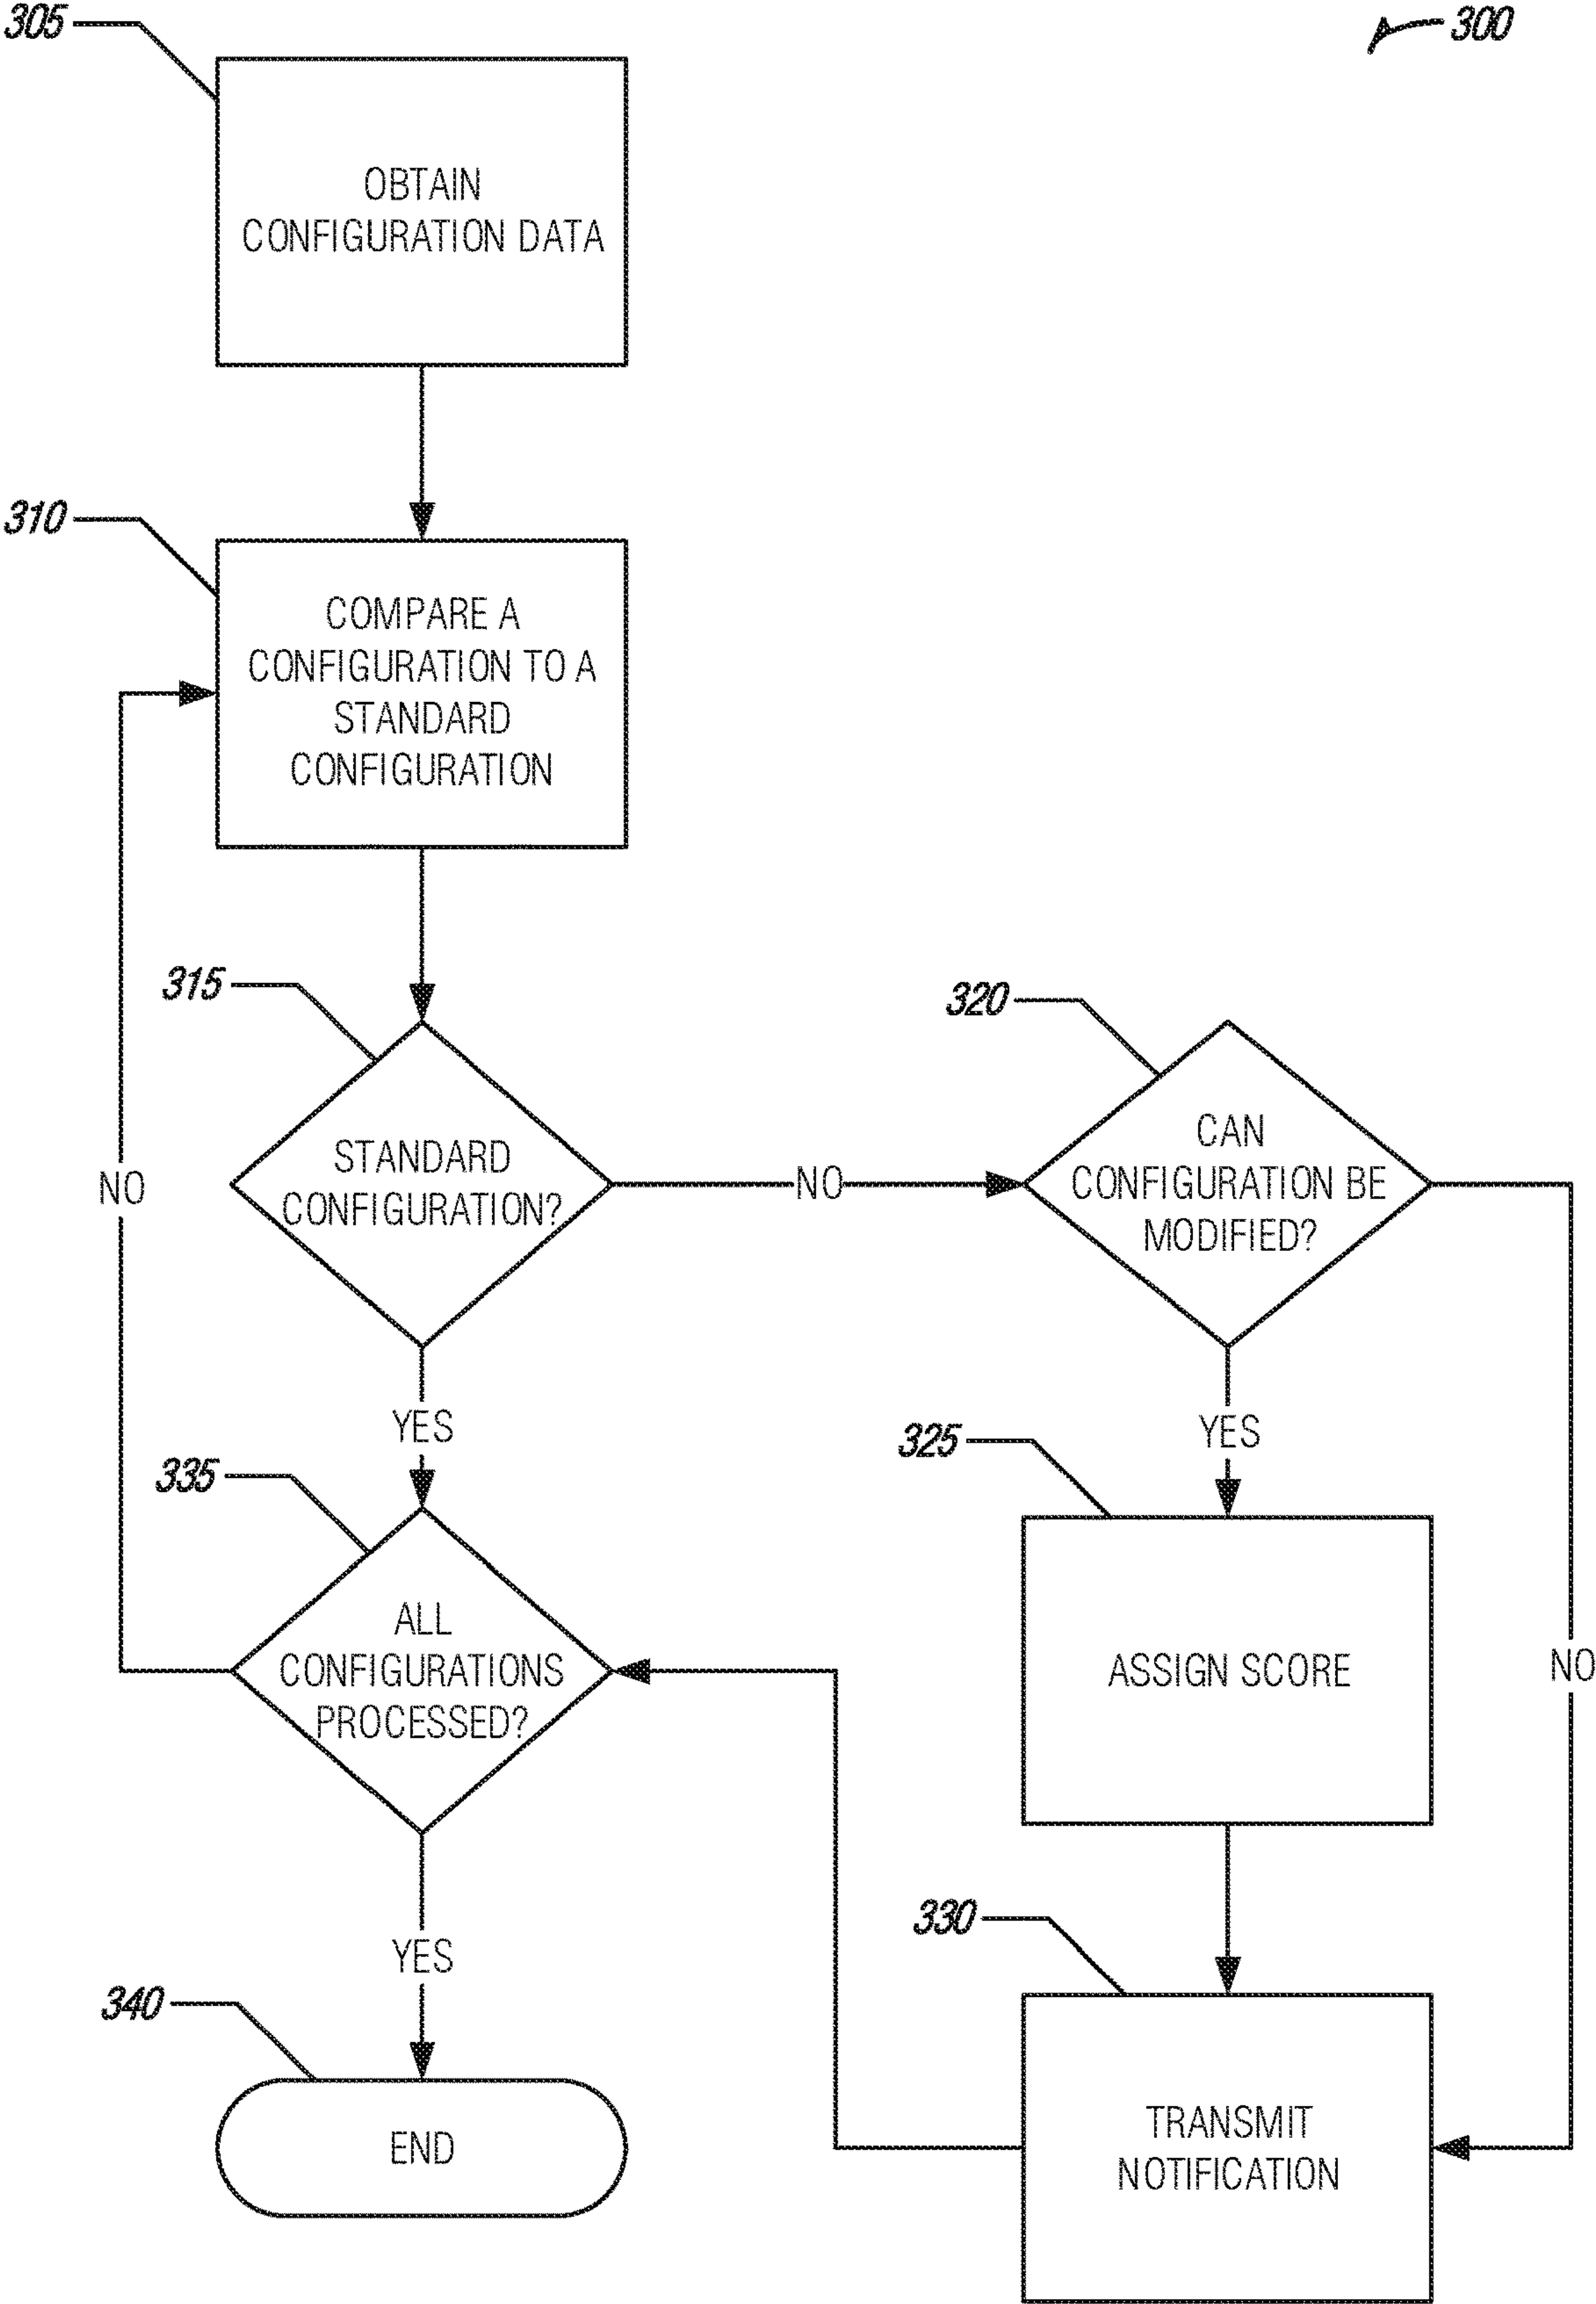 305
300
OBTAIN
CONFIGURATION DATA
310
COMPARE A
CONFIGURATION TO A
STANDARD
CONFIGURATION
315
320
STANDARD
CONFIGURATION?
NO
NO
CAN
CONFIGURATION BE
MODIFIED?
YES
YES
335
325
ALL
CONFIGURATIONS
PROCESSED?
ASSIGN SCORE
NO
330
YES
340
END
TRANSMIT
NOTIFICATION